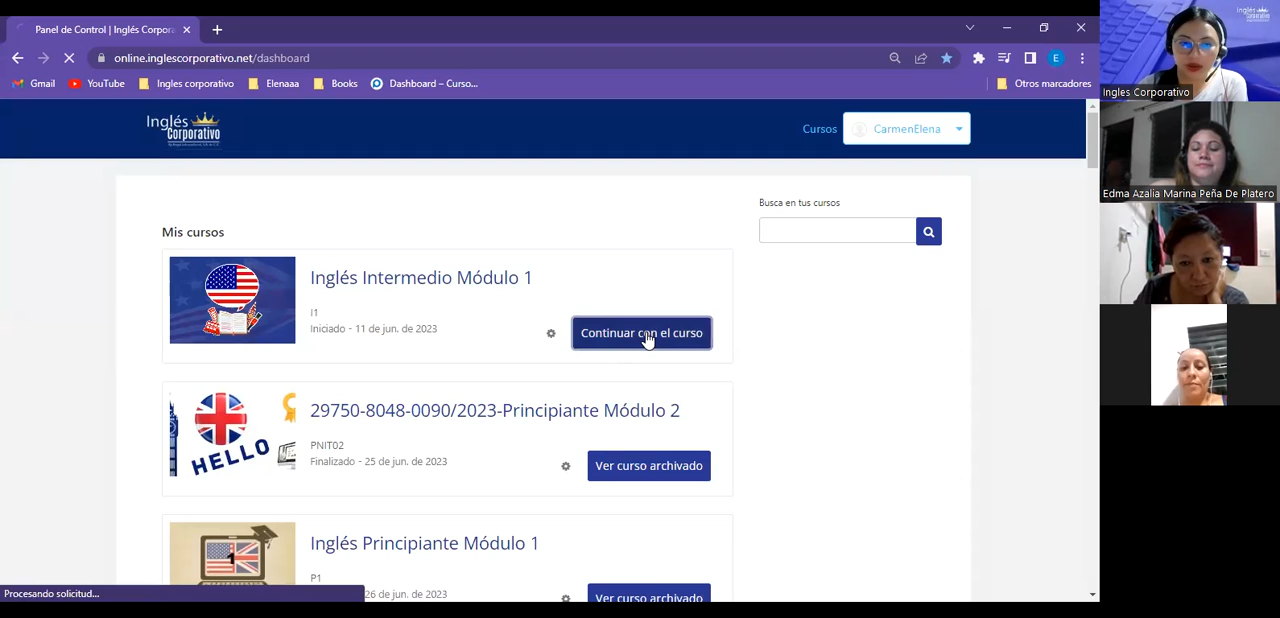 Panel de Control | Inglés Corpora
online.inglescorporativo.net/dashboard
E
Gmail
YouTube
Ingles corporativo
Elenaaa
Books
Dashboard – Curso...
Otros marcadores
Inglés
Corporativo
Cursos
CarmenElena
Mis cursos
Busca en tus cursos
Inglés Intermedio Módulo 1
I1
Iniciado - 11 de jun. de 2023
Continuar con el curso
HELLO
29750-8048-0090/2023-Principiante Módulo 2
PNIT02
Finalizado - 25 de jun. de 2023
Ver curso archivado
1
Inglés Principiante Módulo 1
P1
26 de jun. de 2023
Ver curso archivado
Procesando solicitud...
Ingles Corporativo
Edma Azalia Marina Peña De Platero